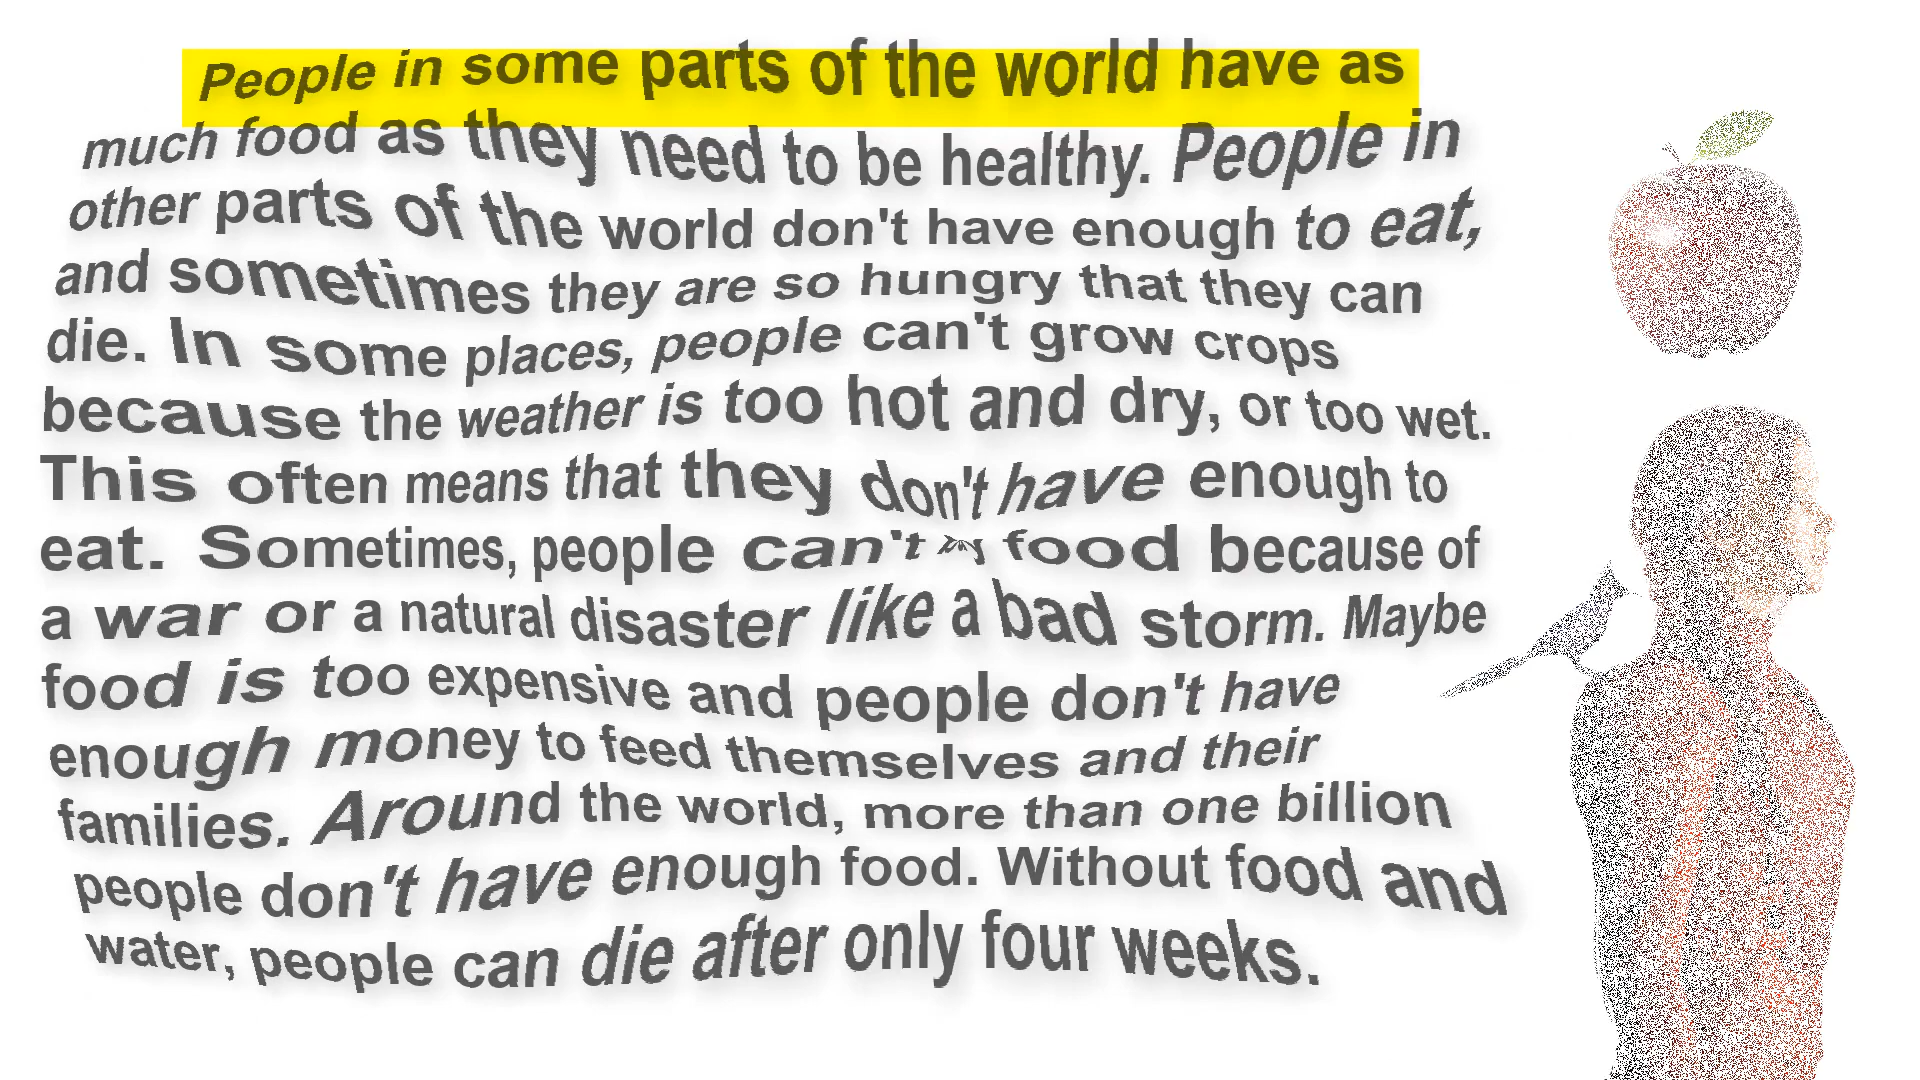 People in some parts of the world have as
much food as they need to be healthy. People in
other parts of the world don't have enough to eat,
and sometimes they are so hungry that they can
die. In some places, people can't grow crops
because the weather is too hot and dry, or too wet.
This often means that they don't have enough to
eat. Sometimes, people can't food because of
a war or a natural disaster like a bad storm. Maybe
food is too expensive and people don't have
enough money to feed themselves and their
families. Around the world, more than one billion
people don't have enough food. Without food and
water, people can die after only four weeks.